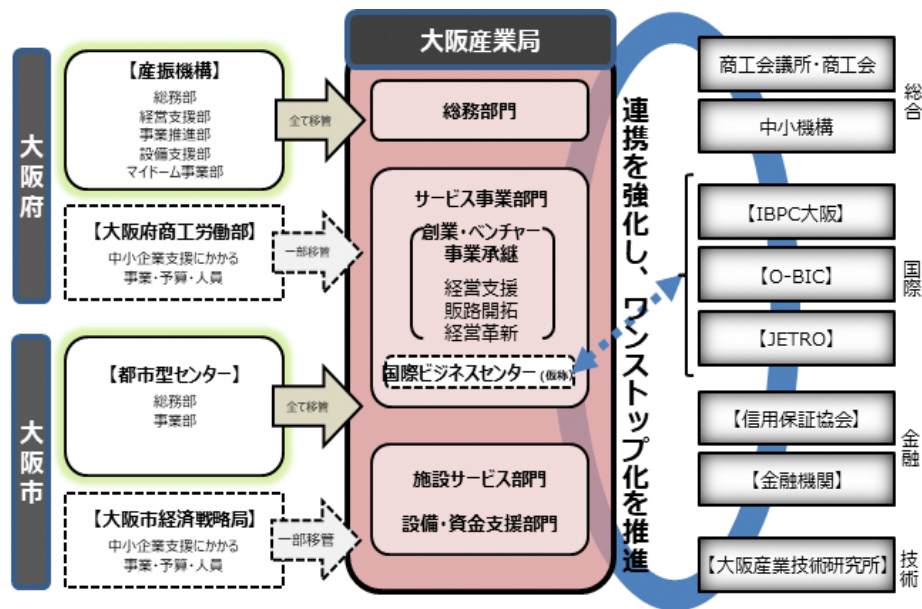 大阪府
【産振機構】
総務部
経営支援部
事業推進部
設備支援部
マイドーム事業部
全て移管
【大阪府商工労働部】
中小企業支援にかかる
事業・予算・人員
一部移管
大阪市
【都市型センター】
総務部
事業部
全て移管
【大阪市経済戦略局】
中小企業支援にかかる
事業・予算・人員
一部移管
大阪産業局
総務部門
サービス事業部門
創業・ベンチャー
事業承継
経営支援
販路開拓
経営革新
国際ビジネスセンター(仮称)
施設サービス部門
設備・資金支援部門
連携を強化し、ワンストップ化を推進
商工会議所・商工会
中小機構
総合
【IBPC大阪】
【O-BIC】
【JETRO】
国際
【信用保証協会】
【金融機関】
金融
【大阪産業技術研究所】
技術